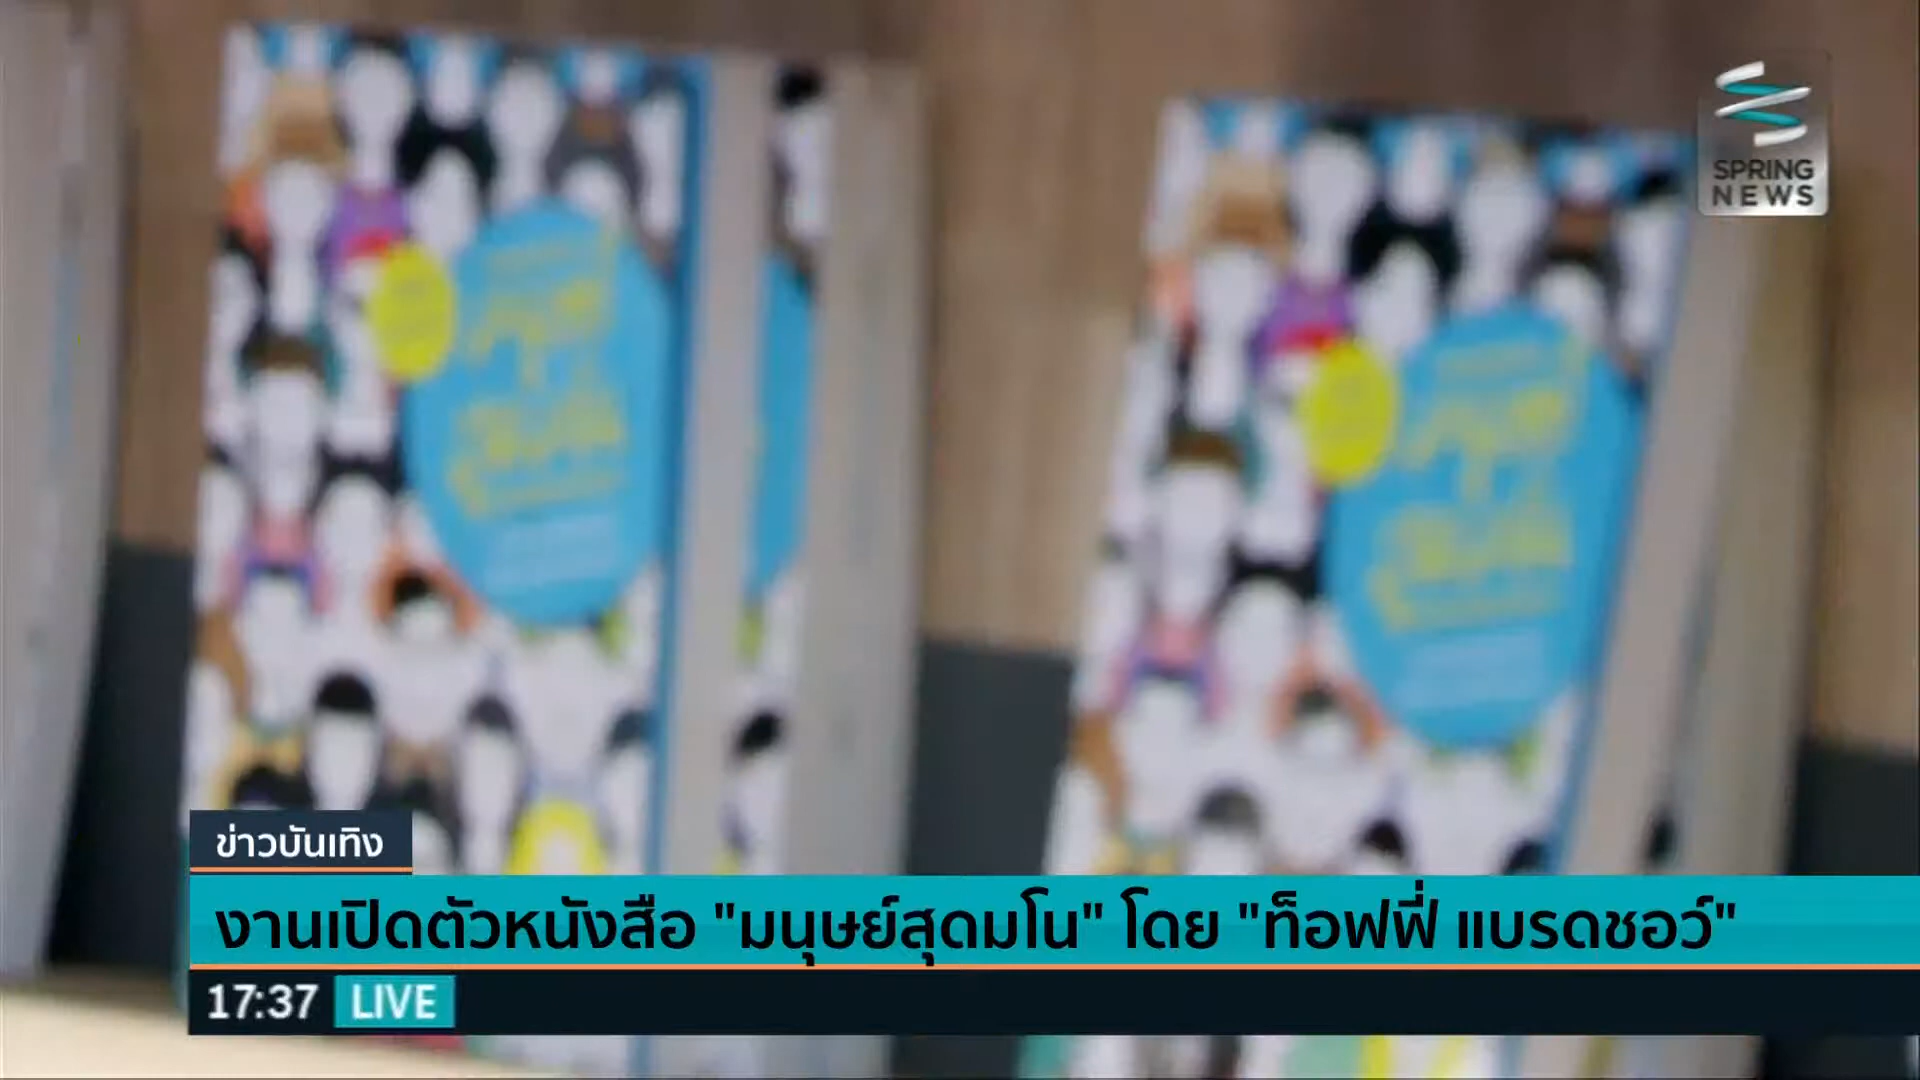 SPRING
NEWS
ข่าวบันเทิง
งานเปิดตัวหนังสือ "มนุษย์สุดมโน" โดย "ท็อฟฟี่ แบรดชอว์"
17:37 LIVE